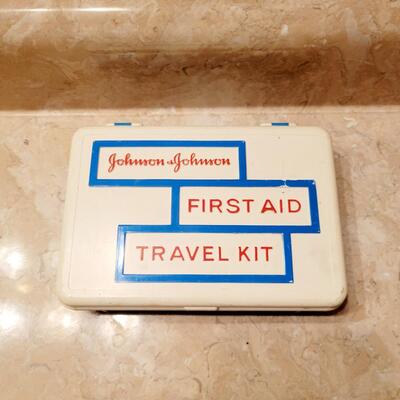 Johnson & Johnson
FIRST AID
TRAVEL KIT